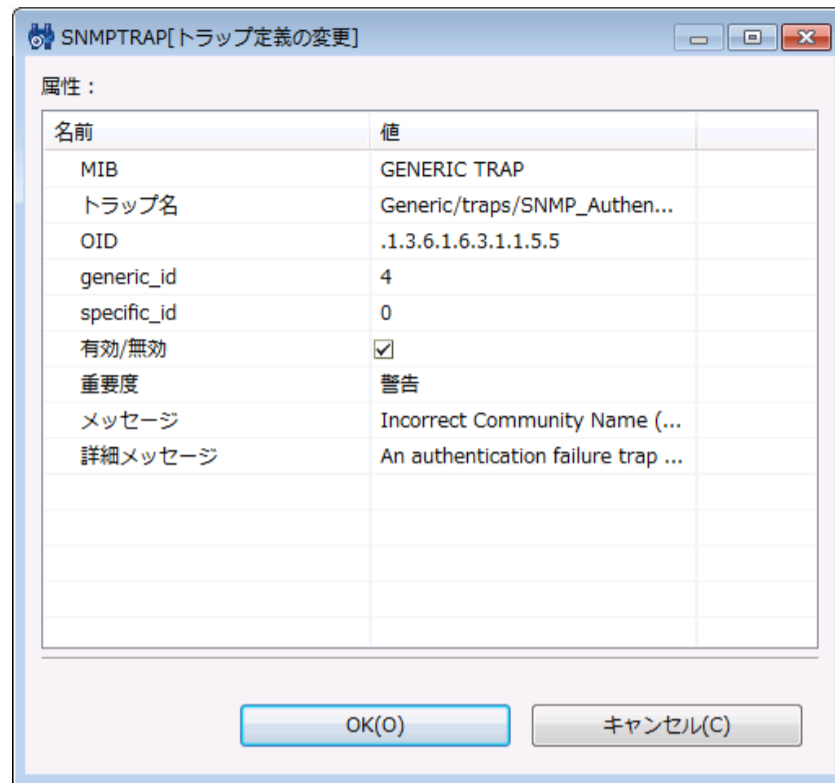 SNMPTRAP[トラップ定義の変更]
属性：
名前 値
MIB GENERIC TRAP
トラップ名 Generic/traps/SNMP_Authen...
OID .1.3.6.1.6.3.1.1.5.5
generic_id 4
specific_id 0
有効/無効
重要度 警告
メッセージ Incorrect Community Name (...
詳細メッセージ An authentication failure trap ...
OK(O) キャンセル(C)